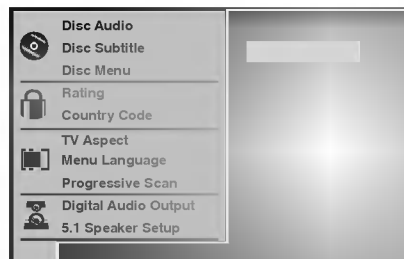 Disc Audio
Disc Subtitle
Disc Menu
Rating
Country Code
TV Aspect
Menu Language
Progressive Scan
Digital Audio Output
5.1 Speaker Setup